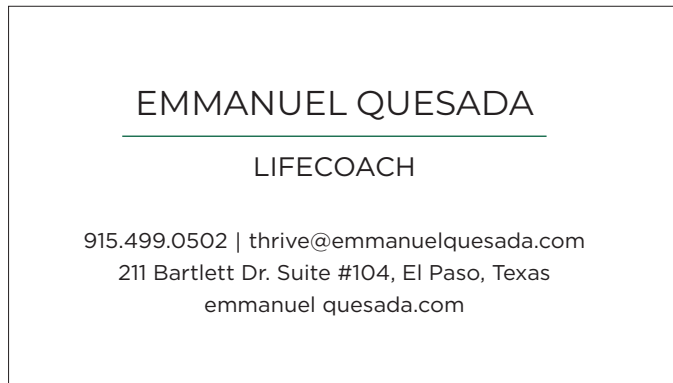 EMMANUEL QUESADA
LIFECOACH
915.499.0502 | thrive@emmanuelquesada.com
211 Bartlett Dr. Suite #104, El Paso, Texas
emmanuel quesada.com